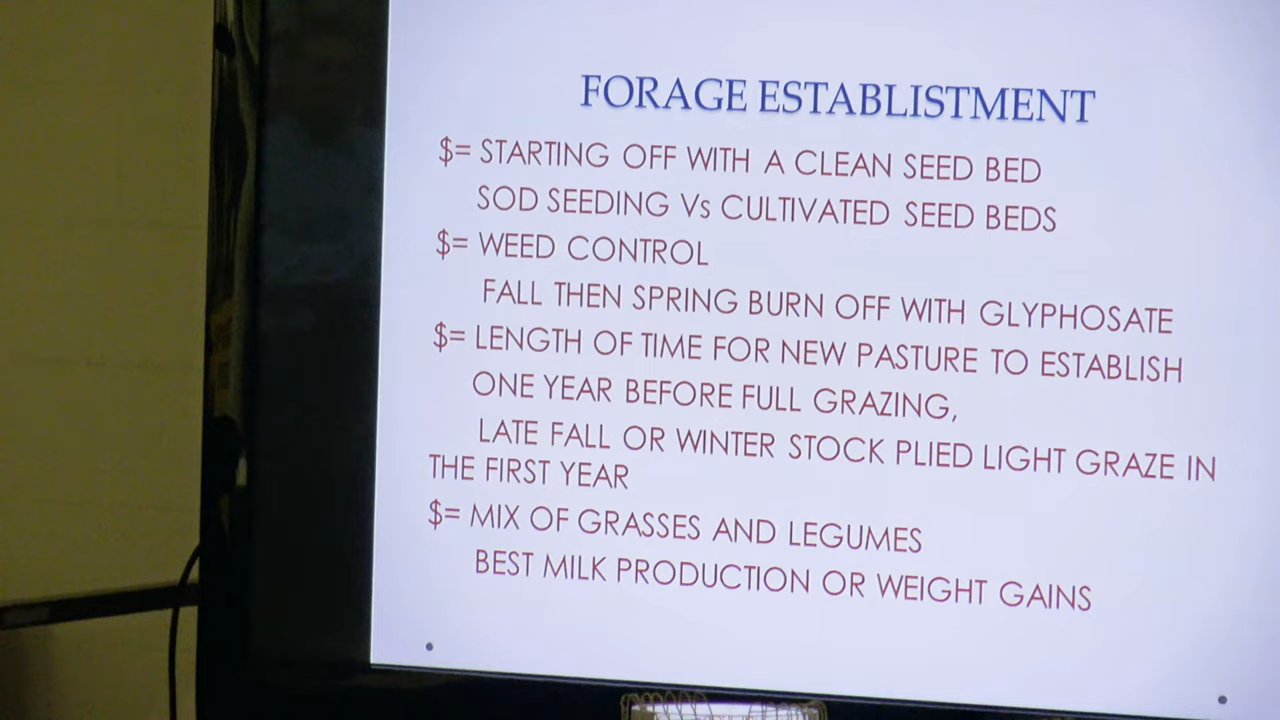 FORAGE ESTABLISTMENT
$= STARTING OFF WITH A CLEAN SEED BED
SOD SEEDING Vs CULTIVATED SEED BEDS
$= WEED CONTROL
FALL THEN SPRING BURN OFF WITH GLYPHOSATE
$= LENGTH OF TIME FOR NEW PASTURE TO ESTABLISH
ONE YEAR BEFORE FULL GRAZING,
LATE FALL OR WINTER STOCK PLIED LIGHT GRAZE IN
THE FIRST YEAR
$= MIX OF GRASSES AND LEGUMES
BEST MILK PRODUCTION OR WEIGHT GAINS